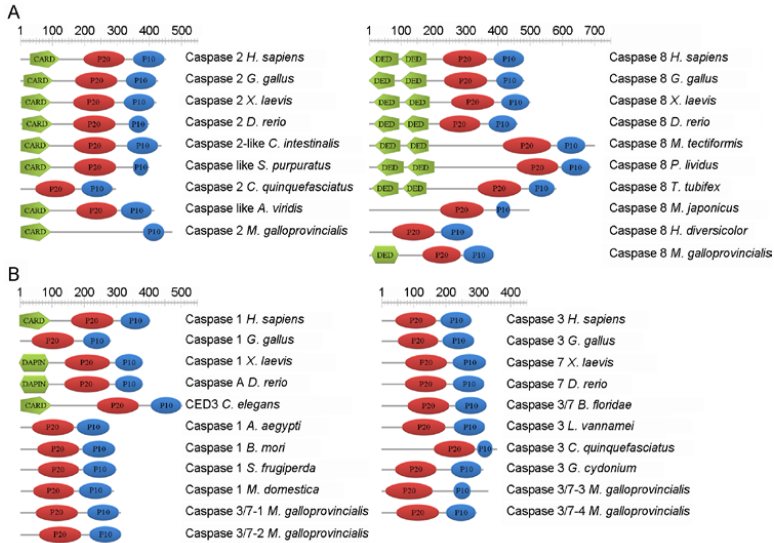 A
0 100 200 300 400 500
CARD P20 P10 Caspase 2 H. sapiens
CARD P20 P10 Caspase 2 G. gallus
CARD P20 P10 Caspase 2 X. laevis
CARD P20 P10 Caspase 2 D. rerio
CARD P20 P10 Caspase 2-like C. intestinalis
CARD P20 P10 Caspase like S. purpuratus
P20 P10 Caspase 2 C. quinquefasciatus
CARD P20 P10 Caspase like A. viridis
CARD P10 Caspase 2 M. galloprovincialis
0 100 200 300 400 500 600 700
DED DED P20 P10 Caspase 8 H. sapiens
DED DED P20 P10 Caspase 8 G. gallus
DED DED P20 P10 Caspase 8 X. laevis
DED DED P20 P10 Caspase 8 D. rerio
DED DED P20 P10 Caspase 8 M. tectiformis
DED DED P20 P10 Caspase 8 P. lividus
DED DED P20 P10 Caspase 8 T. tubifex
P20 P10 Caspase 8 M. japonicus
P20 P10 Caspase 8 H. diversicolor
DED P20 P10 Caspase 8 M. galloprovincialis
B
0 100 200 300 400 500
CARD P20 P10 Caspase 1 H. sapiens
P20 P10 Caspase 1 G. gallus
DAPIN P20 P10 Caspase 1 X. laevis
DAPIN P20 P10 Caspase A D. rerio
CARD P20 P10 CED3 C. elegans
P20 P10 Caspase 1 A. aegypti
P20 P10 Caspase 1 B. mori
P20 P10 Caspase 1 S. frugiperda
P20 P10 Caspase 1 M. domestica
P20 P10 Caspase 3/7-1 M. galloprovincialis
P20 P10 Caspase 3/7-2 M. galloprovincialis
0 100 200 300 400
P20 P10 Caspase 3 H. sapiens
P20 P10 Caspase 3 G. gallus
P20 P10 Caspase 7 X. laevis
P20 P10 Caspase 7 D. rerio
P20 P10 Caspase 3/7 B. floridae
P20 P10 Caspase 3 L. vannamei
P20 P10 Caspase 3 C. quinquefasciatus
P20 P10 Caspase 3 G. cydonium
P20 P10 Caspase 3/7-3 M. galloprovincialis
P20 P10 Caspase 3/7-4 M. galloprovincialis